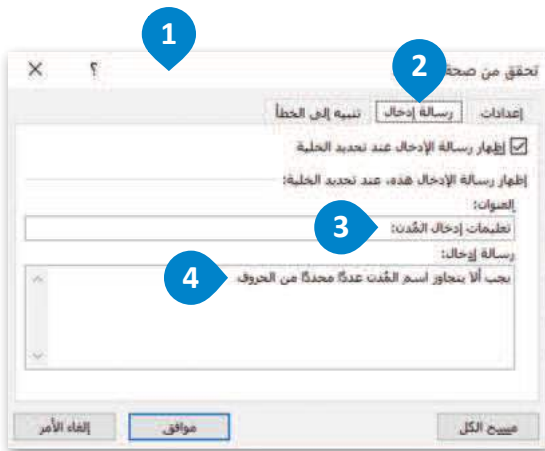 1
تحقق من صحة
2
؟
×
إعدادات
رسالة إدخال
تنبيه إلى الخطأ
إظهار رسالة الإدخال عند تحديد الخلية
إظهار رسالة الإدخال هذه، عند تحديد الخلية:
العنوان:
تعليمات إدخال المُدن:
3
رسالة إدخال:
يجب ألا يتجاوز اسم المُدن عددًا محددًا من الحروف
4
مسح الكل
موافق
إلغاء الأمر